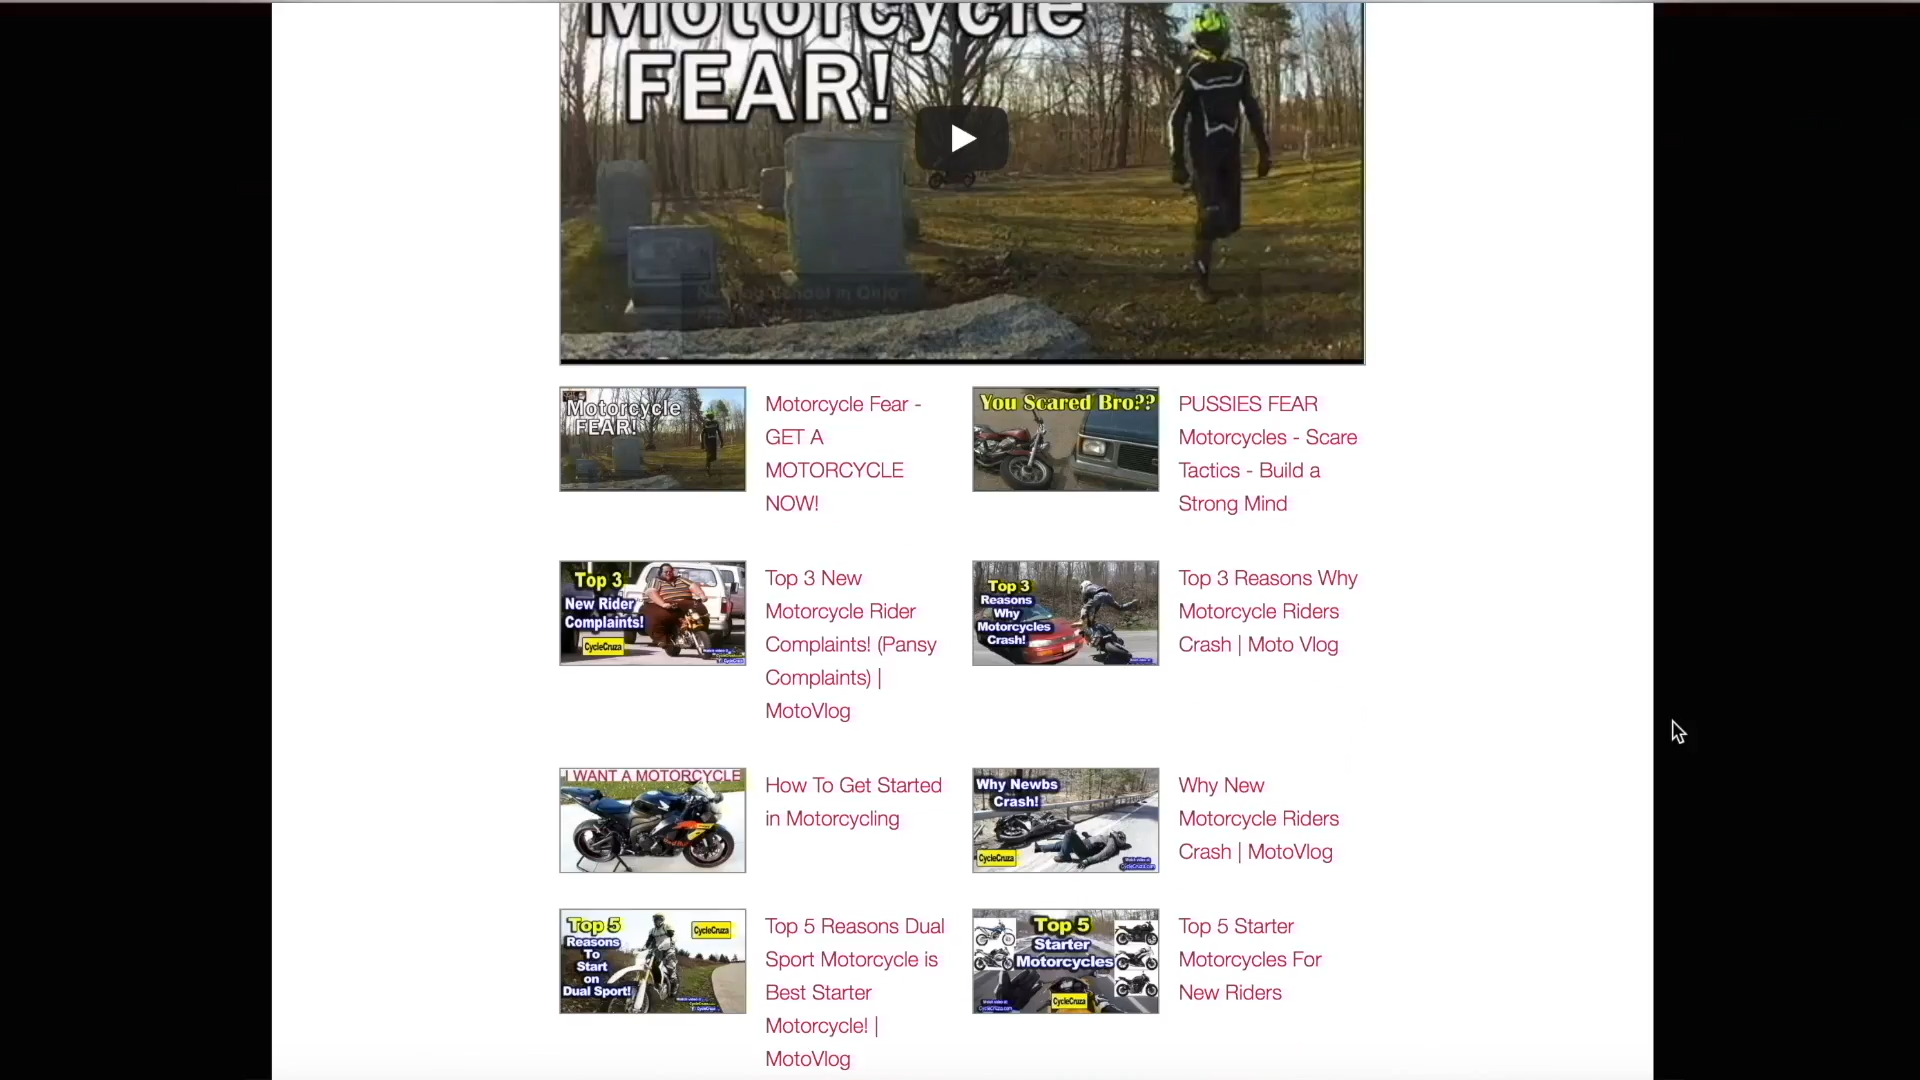 Motorcycle
FEAR!
Motorcycle
FEAR!
Motorcycle Fear -
GET A
MOTORCYCLE
NOW!
You Scared Bro??
PUSSIES FEAR
Motorcycles - Scare
Tactics - Build a
Strong Mind
Top 3
New Rider
Complaints!
CycleCruza
Top 3 New
Motorcycle Rider
Complaints! (Pansy
Complaints) |
MotoVlog
Top 3
Reasons
Why
Motorcycles
Crash!
Top 3 Reasons Why
Motorcycle Riders
Crash | Moto Vlog
I WANT A MOTORCYCLE
How To Get Started
in Motorcycling
Why Newbs
Crash!
CycleCruza
Why New
Motorcycle Riders
Crash | MotoVlog
Top 5
Reasons
To
Start
on
Dual Sport!
CycleCruza
Top 5 Reasons Dual
Sport Motorcycle is
Best Starter
Motorcycle! |
MotoVlog
Top 5
Starter
Motorcycles
CycleCruza
Top 5 Starter
Motorcycles For
New Riders